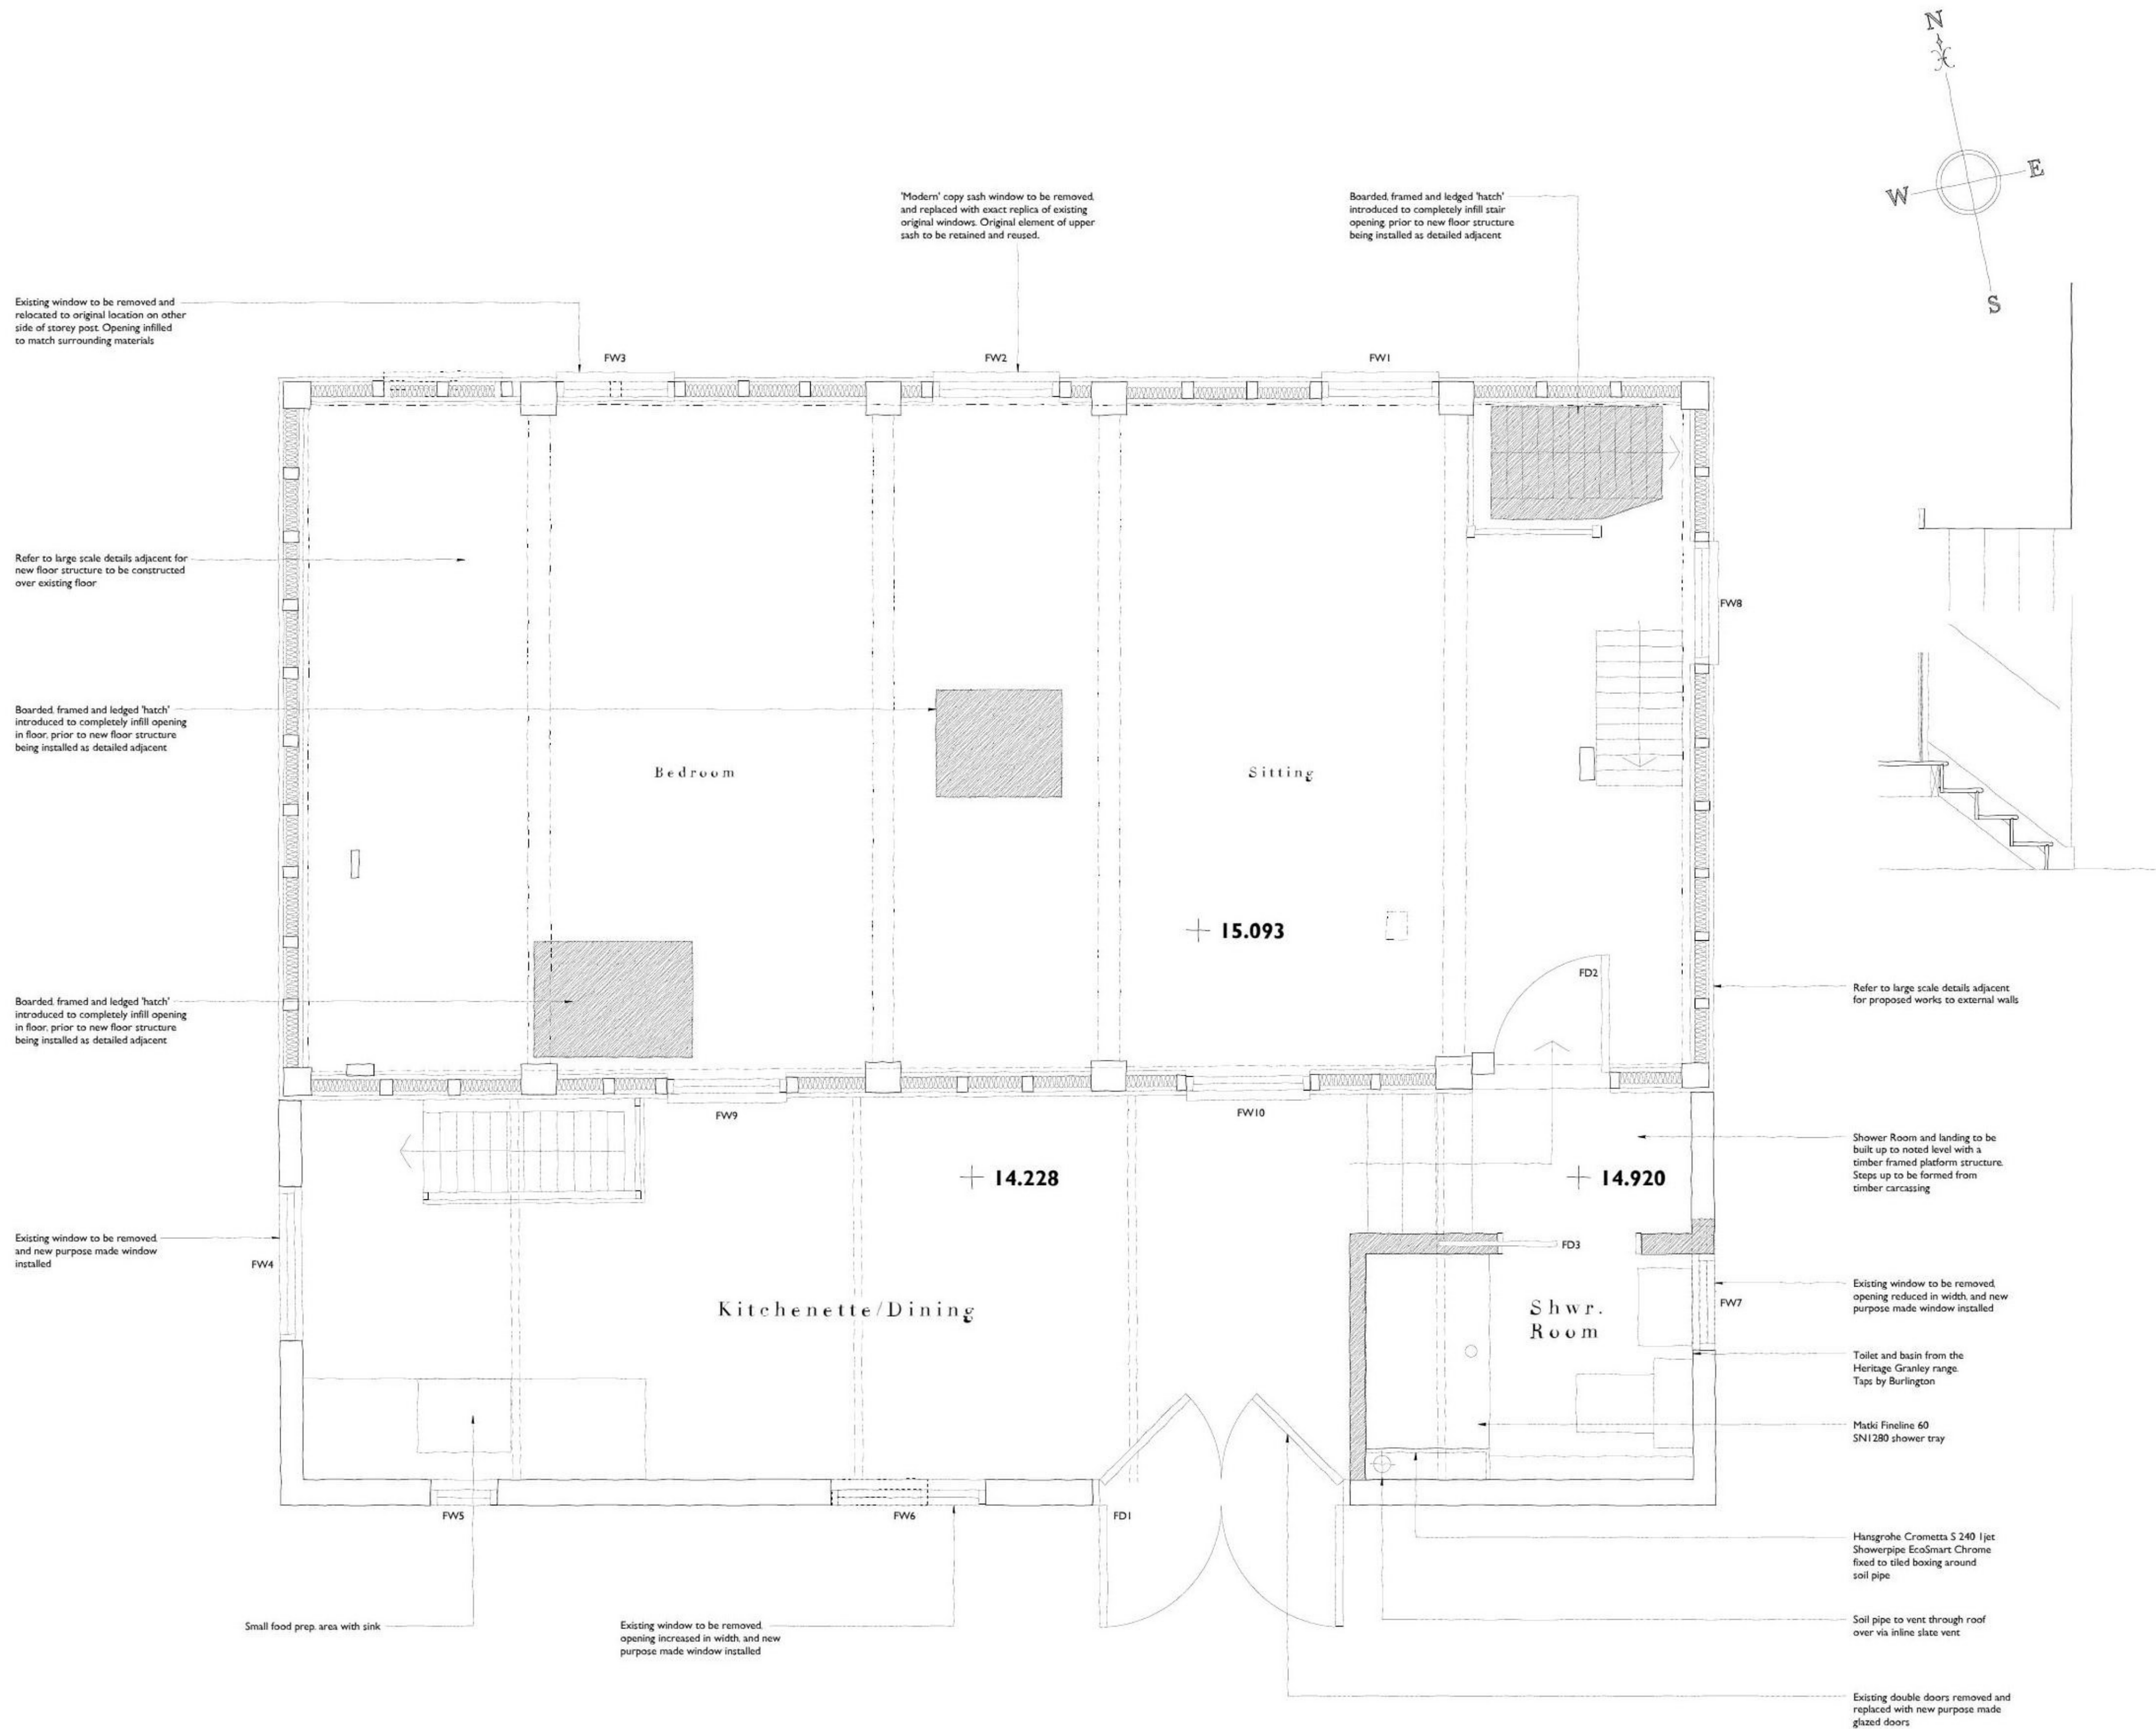 N
W
E
S
'Modern' copy sash window to be removed,
and replaced with exact replica of existing
original windows. Original element of upper
sash to be retained and reused.
Boarded, framed and ledged 'hatch'
introduced to completely infill stair
opening, prior to new floor structure
being installed as detailed adjacent
Existing window to be removed and
relocated to original location on other
side of storey post. Opening infilled
to match surrounding materials
FW3
FW2
FW1
Refer to large scale details adjacent for
new floor structure to be constructed
over existing floor
FW8
Boarded, framed and ledged 'hatch'
introduced to completely infill opening
in floor, prior to new floor structure
being installed as detailed adjacent
Bedroom
Sitting
15.093
FD2
Boarded, framed and ledged 'hatch'
introduced to completely infill opening
in floor, prior to new floor structure
being installed as detailed adjacent
Refer to large scale details adjacent
for proposed works to external walls
FW9
FW10
Shower Room and landing to be
built up to noted level with a
timber framed platform structure.
Steps up to be formed from
timber carcassing
14.228
14.920
Existing window to be removed,
and new purpose made window
installed
FW4
FD3
Existing window to be removed,
opening reduced in width, and new
purpose made window installed
FW7
Kitchenette/Dining
Shwr.
Room
Toilet and basin from the
Heritage Granley range.
Taps by Burlington
Matki Fineline 60
SN1280 shower tray
FW5
FW6
FD1
Hansgrohe Crometta S 240 1jet
Showerpipe EcoSmart Chrome
fixed to tiled boxing around
soil pipe
Small food prep. area with sink
Existing window to be removed,
opening increased in width, and new
purpose made window installed
Soil pipe to vent through roof
over via inline slate vent
Existing double doors removed and
replaced with new purpose made
glazed doors